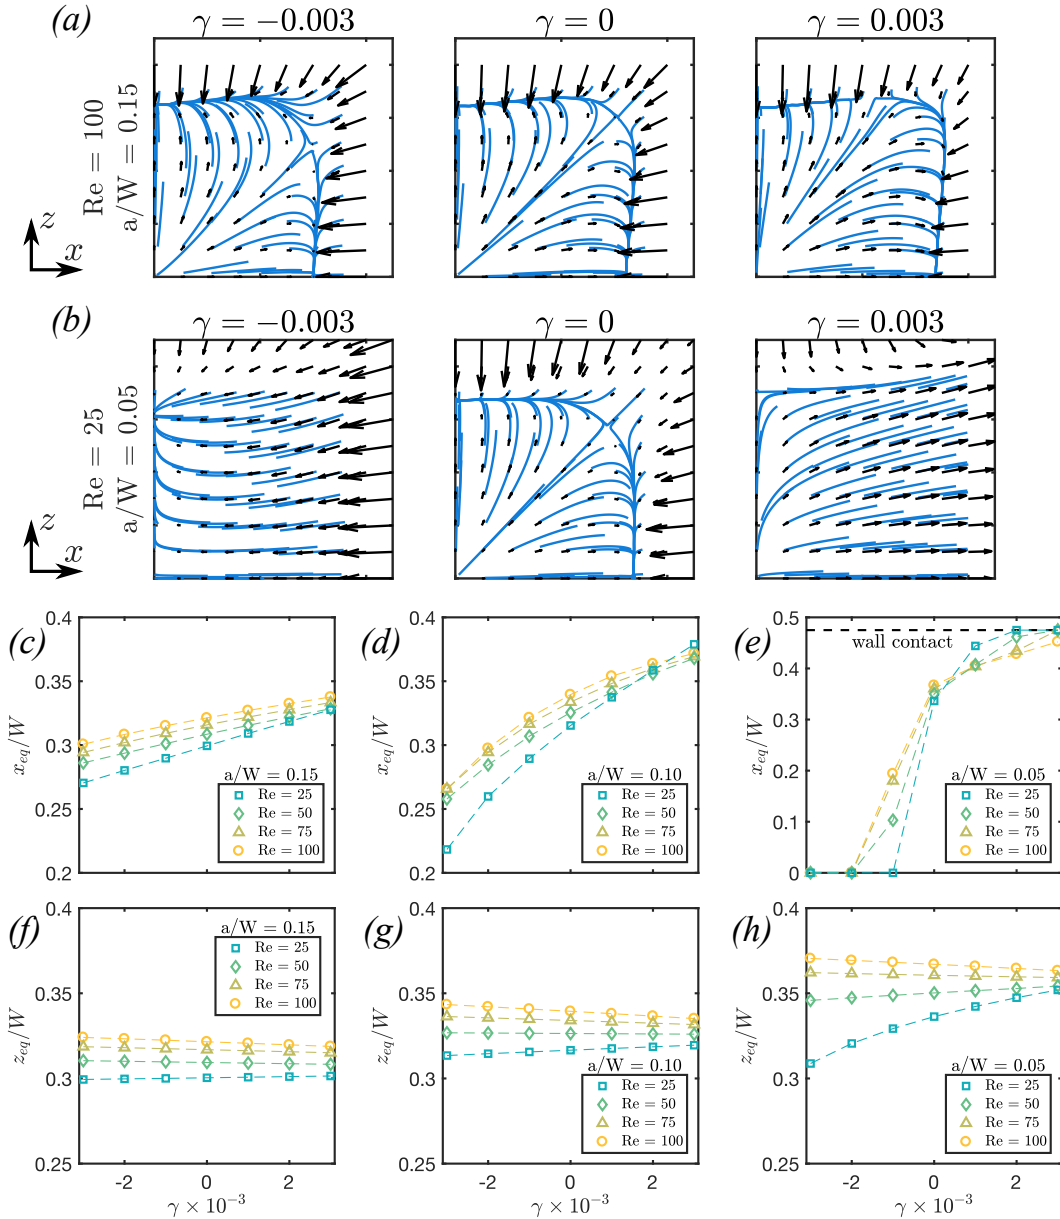 (a)
γ = −0.003
γ = 0
γ = 0.003
Re = 100
a/W = 0.15
z
x
(b)
γ = −0.003
γ = 0
γ = 0.003
Re = 25
a/W = 0.05
z
x
(c)
0.4
0.35
0.3
0.25
0.2
x_eq/W
a/W = 0.15
Re = 25
Re = 50
Re = 75
Re = 100
(d)
0.4
0.35
0.3
0.25
0.2
x_eq/W
a/W = 0.10
Re = 25
Re = 50
Re = 75
Re = 100
(e)
0.5
0.4
0.3
0.2
0.1
0
x_eq/W
wall contact
a/W = 0.05
Re = 25
Re = 50
Re = 75
Re = 100
(f)
0.4
0.35
0.3
0.25
z_eq/W
a/W = 0.15
Re = 25
Re = 50
Re = 75
Re = 100
-2 0 2
γ × 10⁻³
(g)
0.4
0.35
0.3
0.25
z_eq/W
a/W = 0.10
Re = 25
Re = 50
Re = 75
Re = 100
-2 0 2
γ × 10⁻³
(h)
0.4
0.35
0.3
0.25
z_eq/W
a/W = 0.05
Re = 25
Re = 50
Re = 75
Re = 100
-2 0 2
γ × 10⁻³